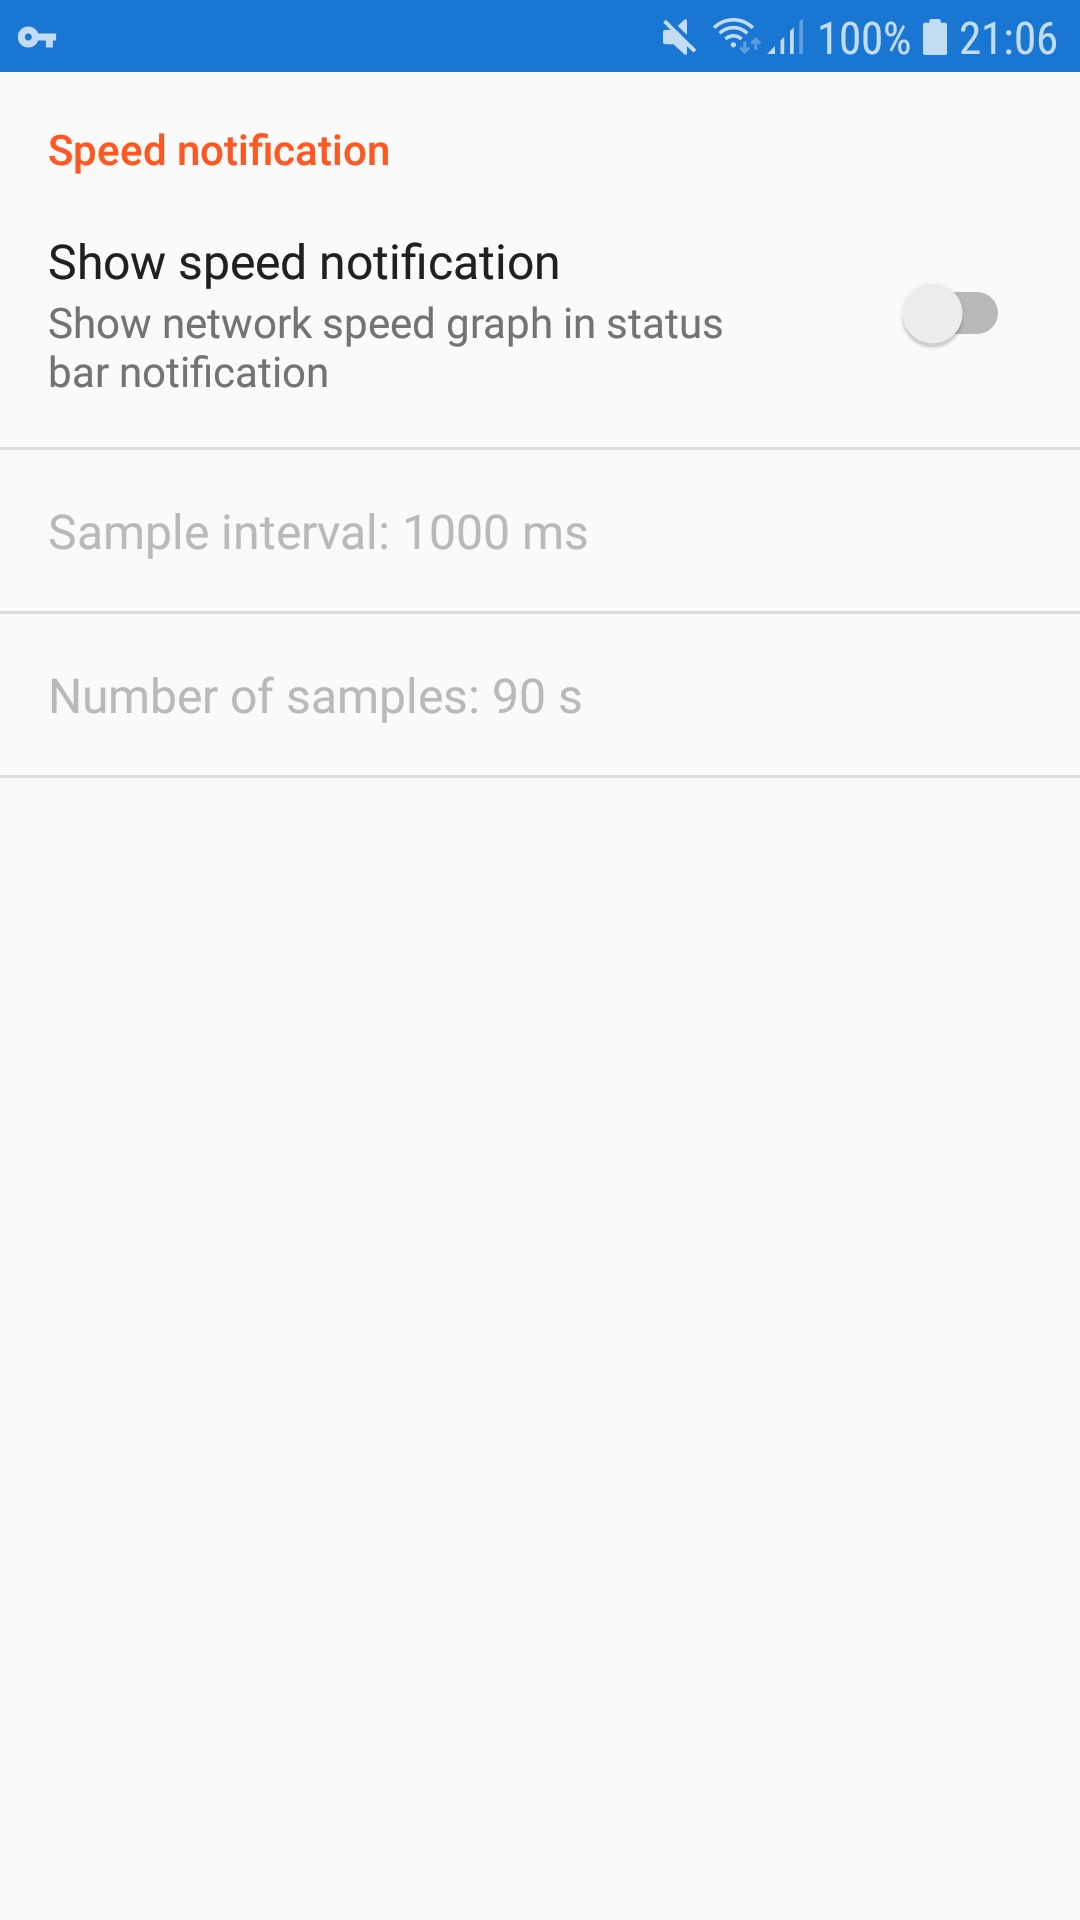 100% 21:06
Speed notification
Show speed notification
Show network speed graph in status
bar notification
Sample interval: 1000 ms
Number of samples: 90 s